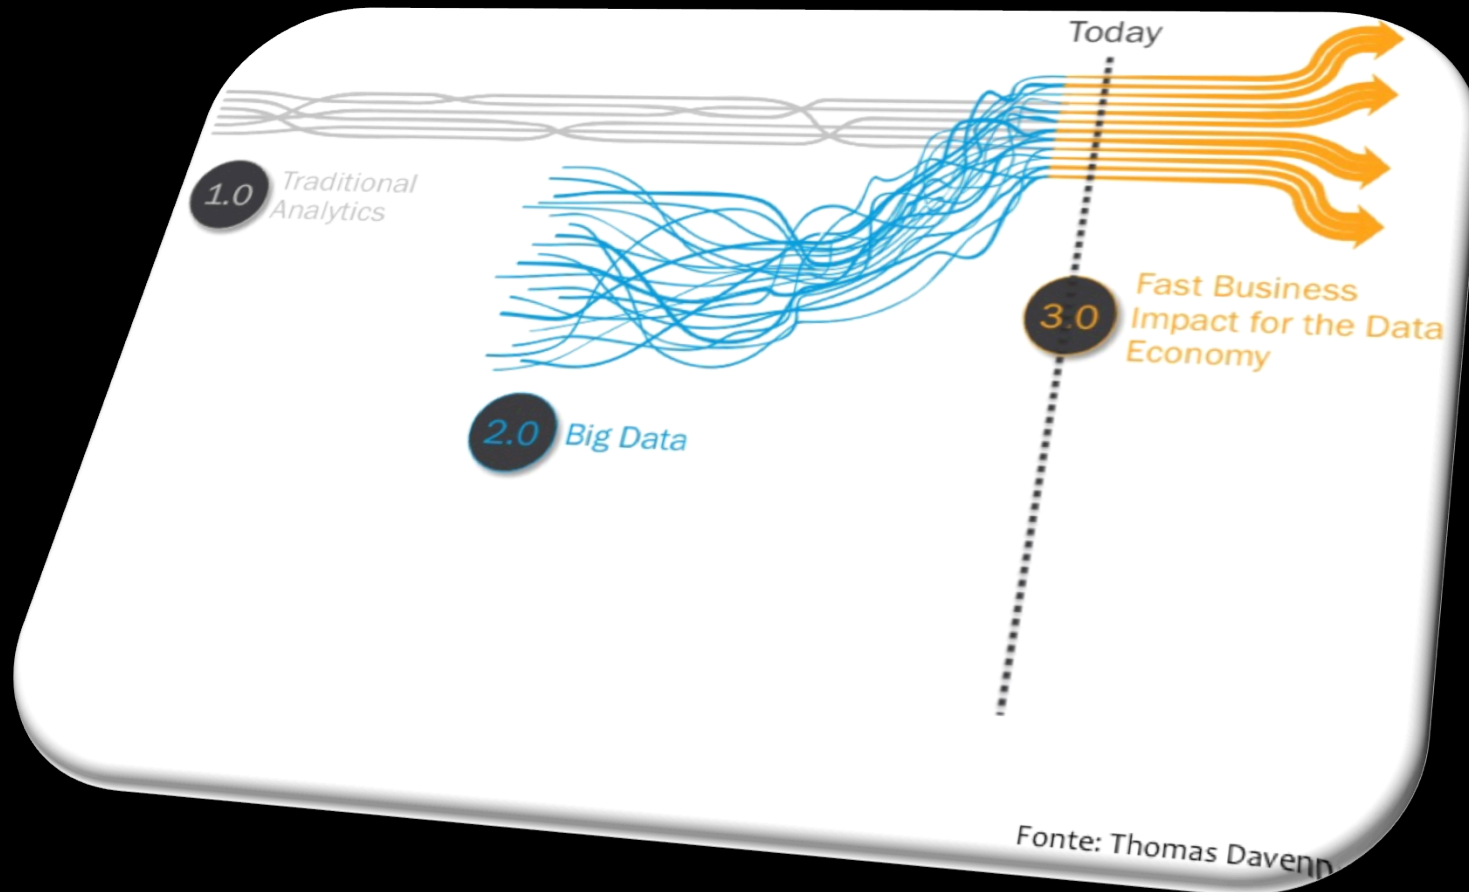 Today
1.0
Traditional
Analytics
3.0
Fast Business
Impact for the Data
Economy
2.0
Big Data
Fonte: Thomas